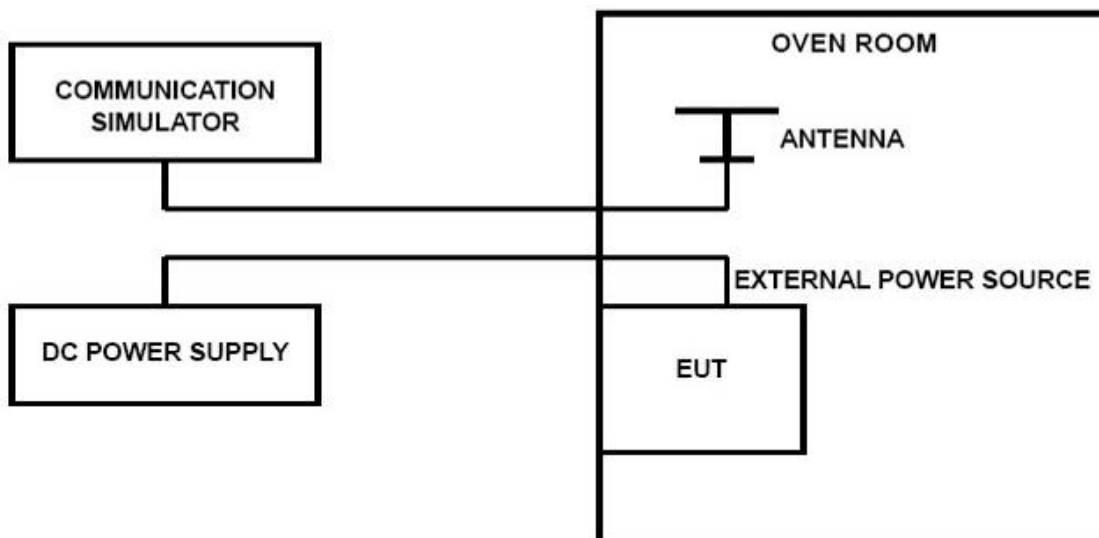 OVEN ROOM
COMMUNICATION
SIMULATOR
ANTENNA
EXTERNAL POWER SOURCE
DC POWER SUPPLY
EUT